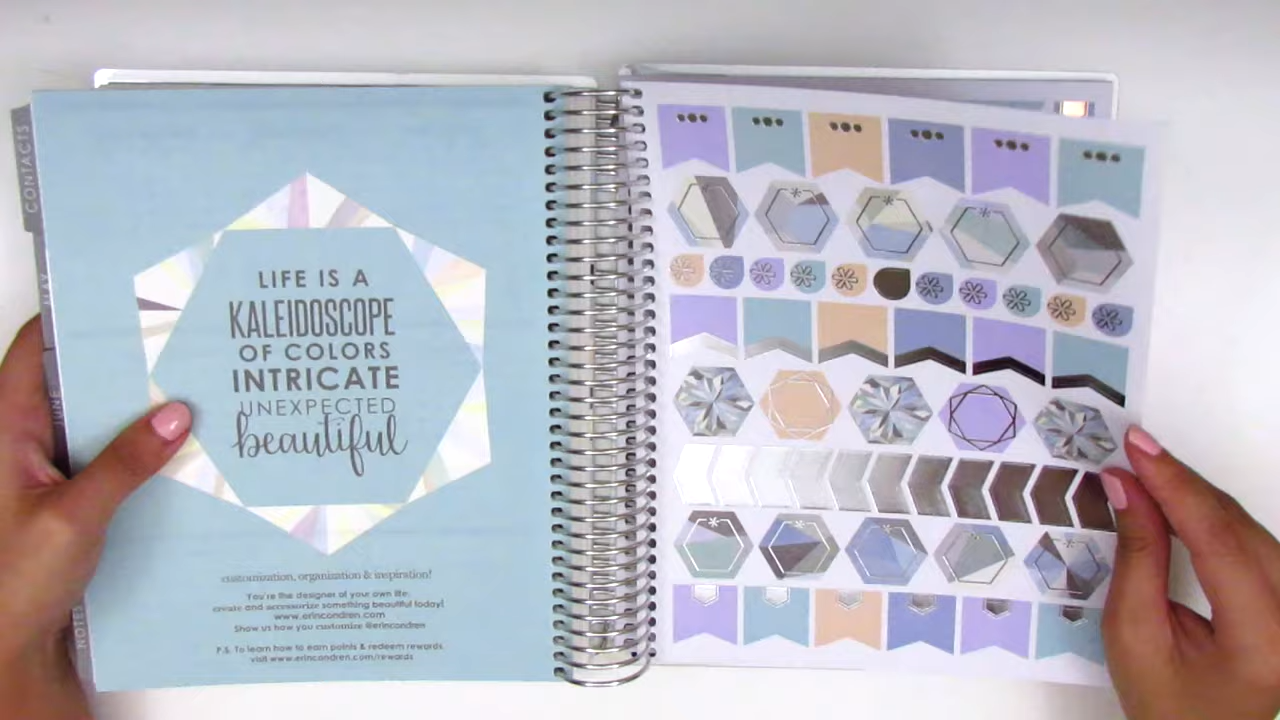 CONTACTS
MAY
JUNE
NOTES
LIFE IS A
KALEIDOSCOPE
OF COLORS
INTRICATE
UNEXPECTED
beautiful
customization, organization & inspiration!
You're the designer of your own life:
create and accessorize something beautiful today!
www.erincondren.com
Show us how you customize @erincondren
P.S. To learn how to earn points & redeem rewards
visit www.erincondren.com/rewards